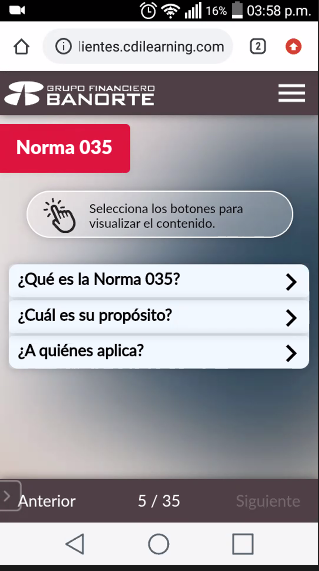 16% 03:58 p.m.
lientes.cdilearning.com 2
GRUPO FINANCIERO
BANORTE
Norma 035
Selecciona los botones para
visualizar el contenido.
¿Qué es la Norma 035?
¿Cuál es su propósito?
¿A quiénes aplica?
Anterior 5 / 35 Siguiente